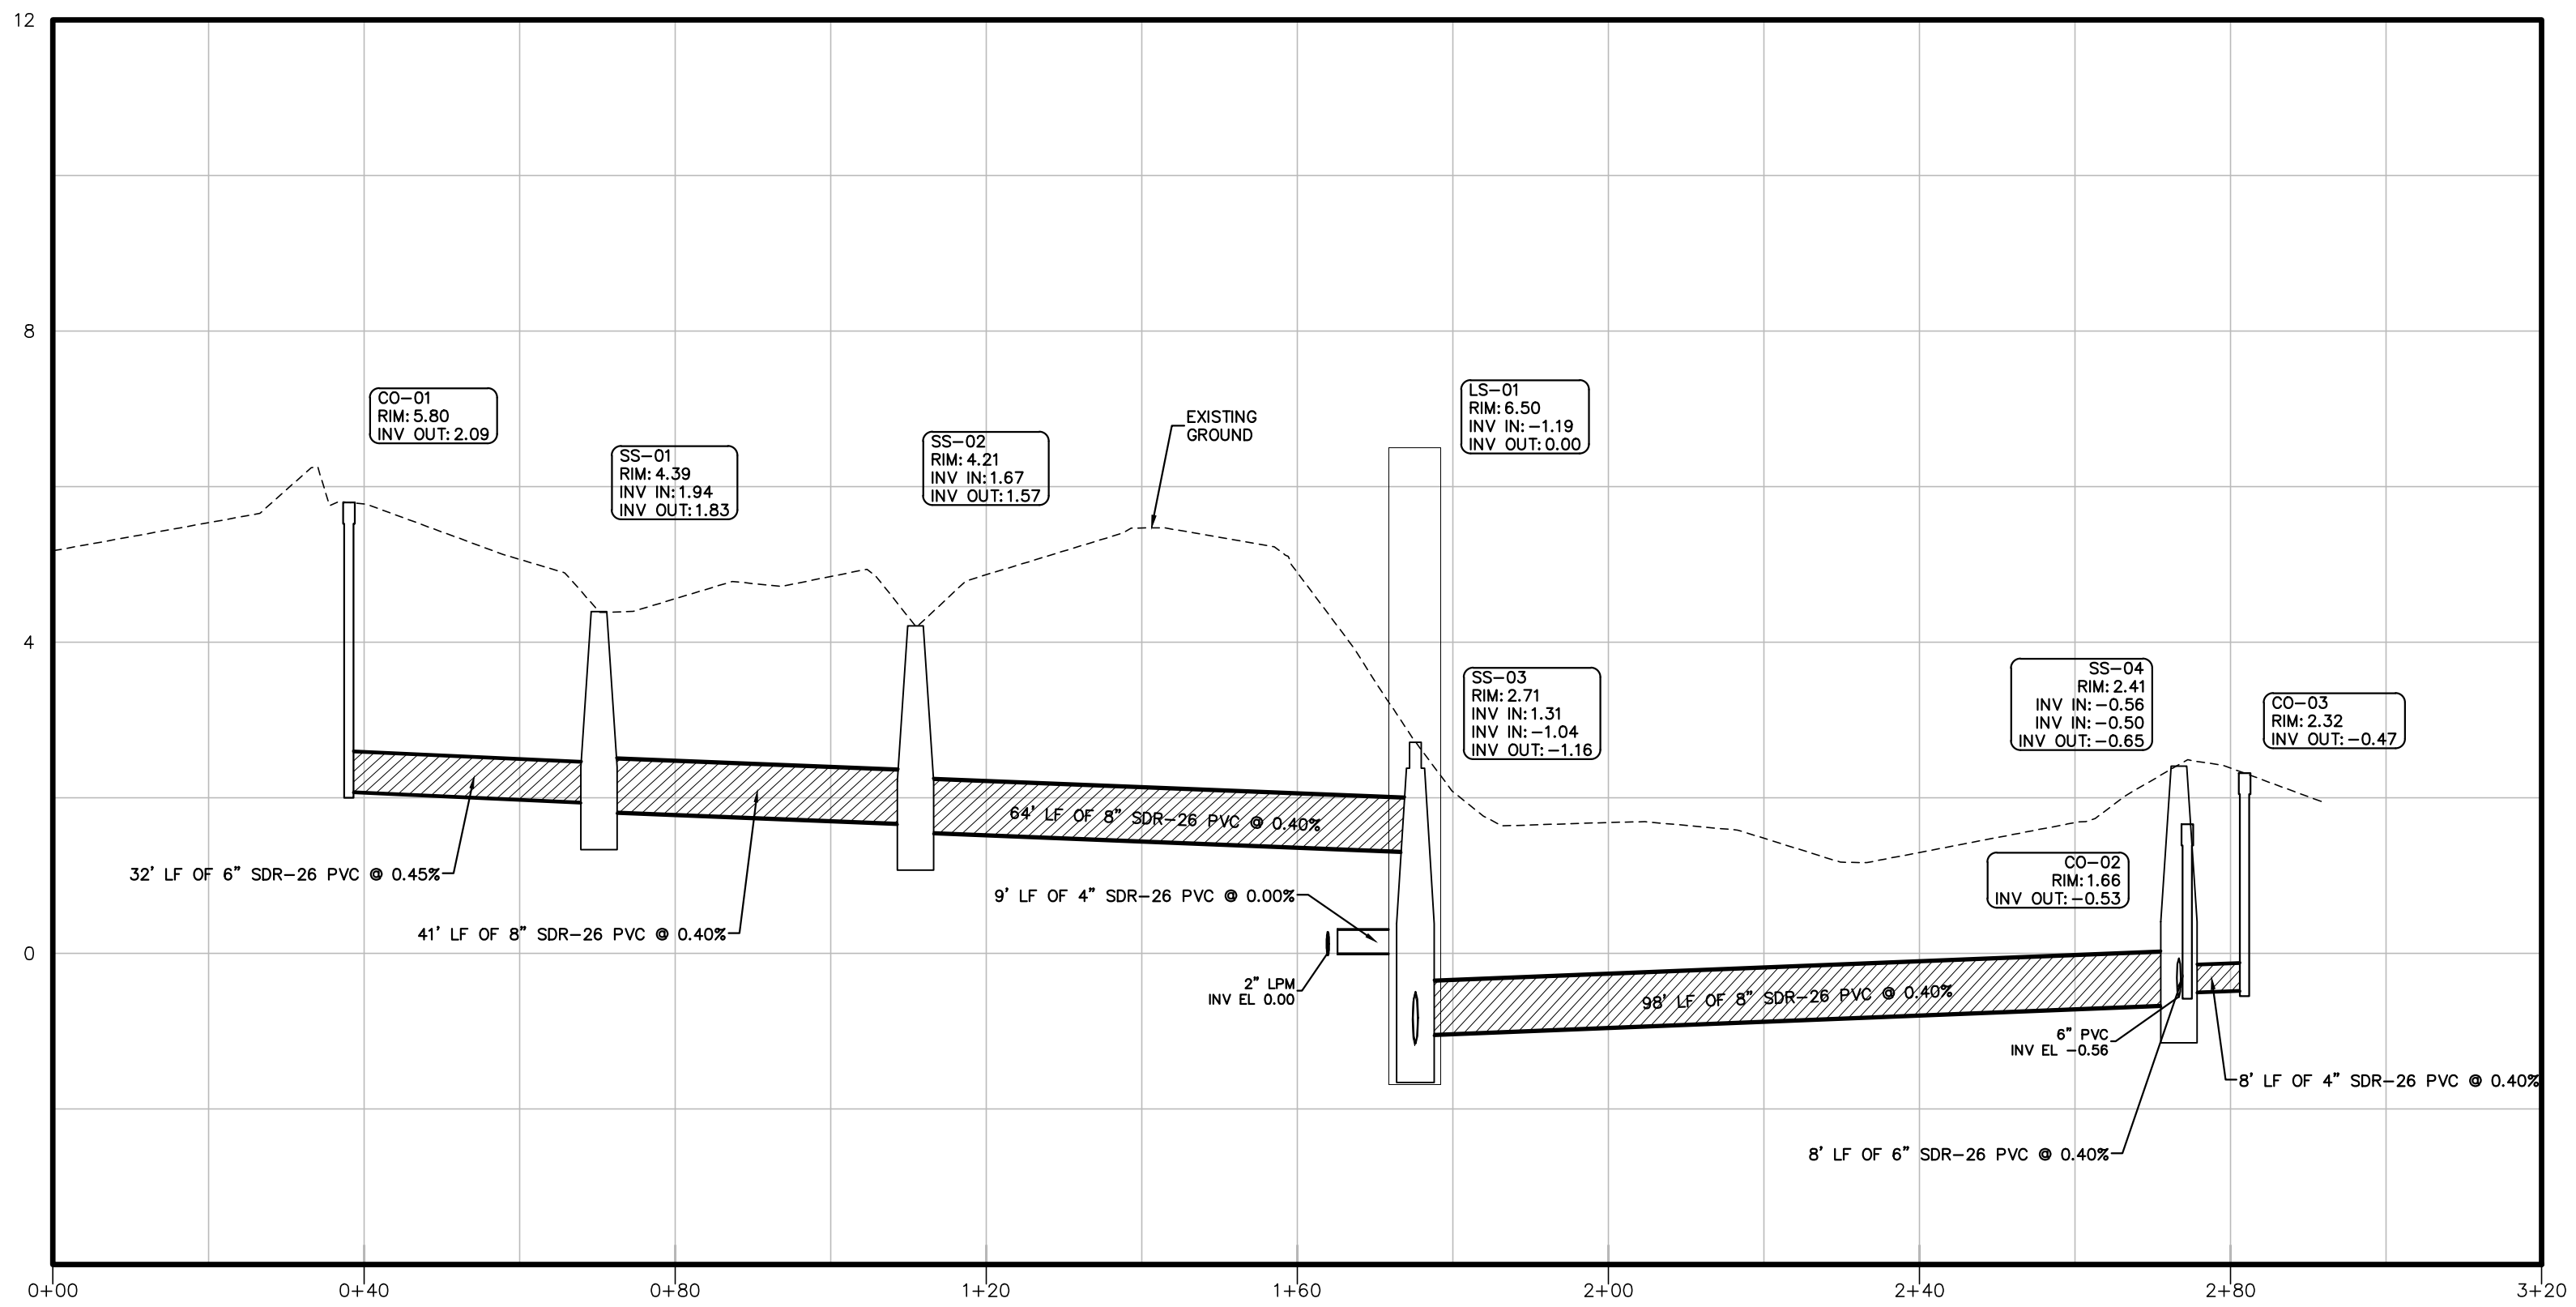 12
8
4
0
CO-01
RIM: 5.80
INV OUT: 2.09
SS-01
RIM: 4.39
INV IN: 1.94
INV OUT: 1.83
SS-02
RIM: 4.21
INV IN: 1.67
INV OUT: 1.57
EXISTING
GROUND
LS-01
RIM: 6.50
INV IN: -1.19
INV OUT: 0.00
SS-03
RIM: 2.71
INV IN: 1.31
INV IN: -1.04
INV OUT: -1.16
SS-04
RIM: 2.41
INV IN: -0.56
INV IN: -0.50
INV OUT: -0.65
CO-03
RIM: 2.32
INV OUT: -0.47
CO-02
RIM: 1.66
INV OUT: -0.53
64' LF OF 8" SDR-26 PVC @ 0.40%
32' LF OF 6" SDR-26 PVC @ 0.45%
41' LF OF 8" SDR-26 PVC @ 0.40%
9' LF OF 4" SDR-26 PVC @ 0.00%
2" LPM
INV EL 0.00
98' LF OF 8" SDR-26 PVC @ 0.40%
6" PVC
INV EL -0.56
8' LF OF 4" SDR-26 PVC @ 0.40%
8' LF OF 6" SDR-26 PVC @ 0.40%
0+00
0+40
0+80
1+20
1+60
2+00
2+40
2+80
3+20